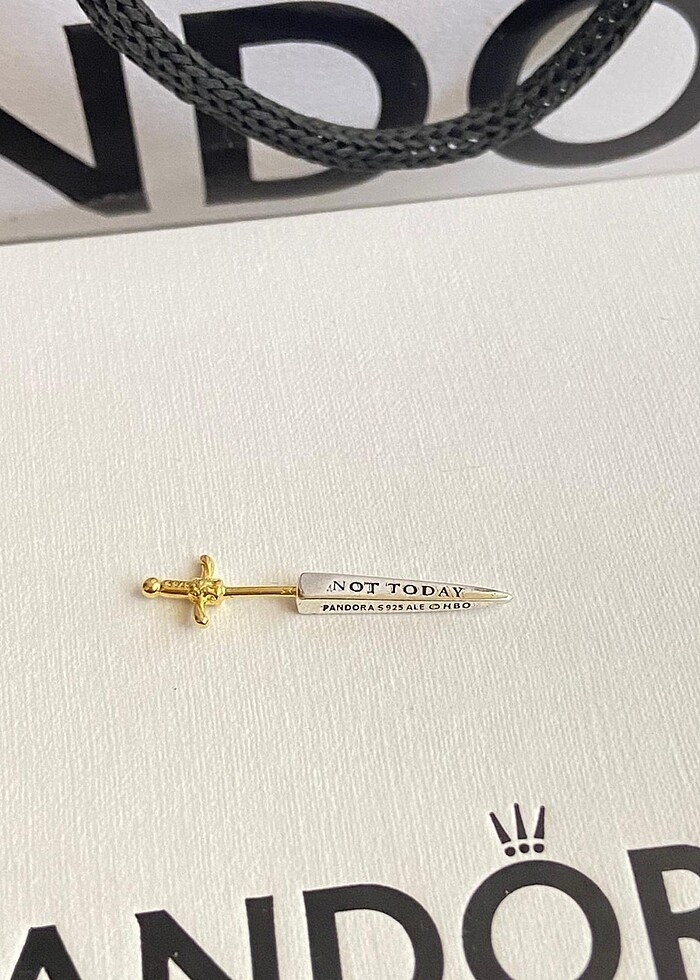 NDO
NOT TODAY
PANDORA S925 ALE ©HBO
ANDOR